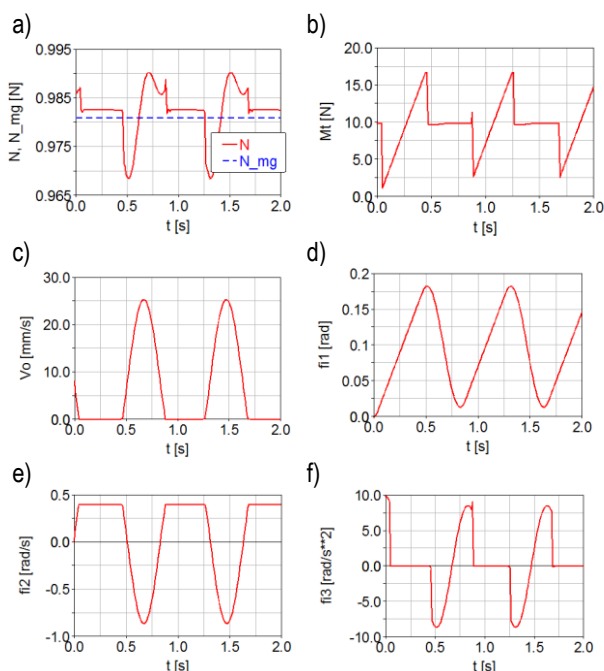 a)
N, N_mg [N]
0.995
0.985
0.975
0.965
N
N_mg
0.0 0.5 1.0 1.5 2.0
t [s]
b)
Mt [N]
20.0
15.0
10.0
5.0
0.0
0.0 0.5 1.0 1.5 2.0
t [s]
c)
Vo [mm/s]
30.0
20.0
10.0
0.0
0.0 0.5 1.0 1.5 2.0
t [s]
d)
fi1 [rad]
0.2
0.15
0.1
0.05
0.0
0.0 0.5 1.0 1.5 2.0
t [s]
e)
fi2 [rad/s]
0.5
0.0
-0.5
-1.0
0.0 0.5 1.0 1.5 2.0
t [s]
f)
fi3 [rad/s**2]
10.0
5.0
0.0
-5.0
-10.0
0.0 0.5 1.0 1.5 2.0
t [s]